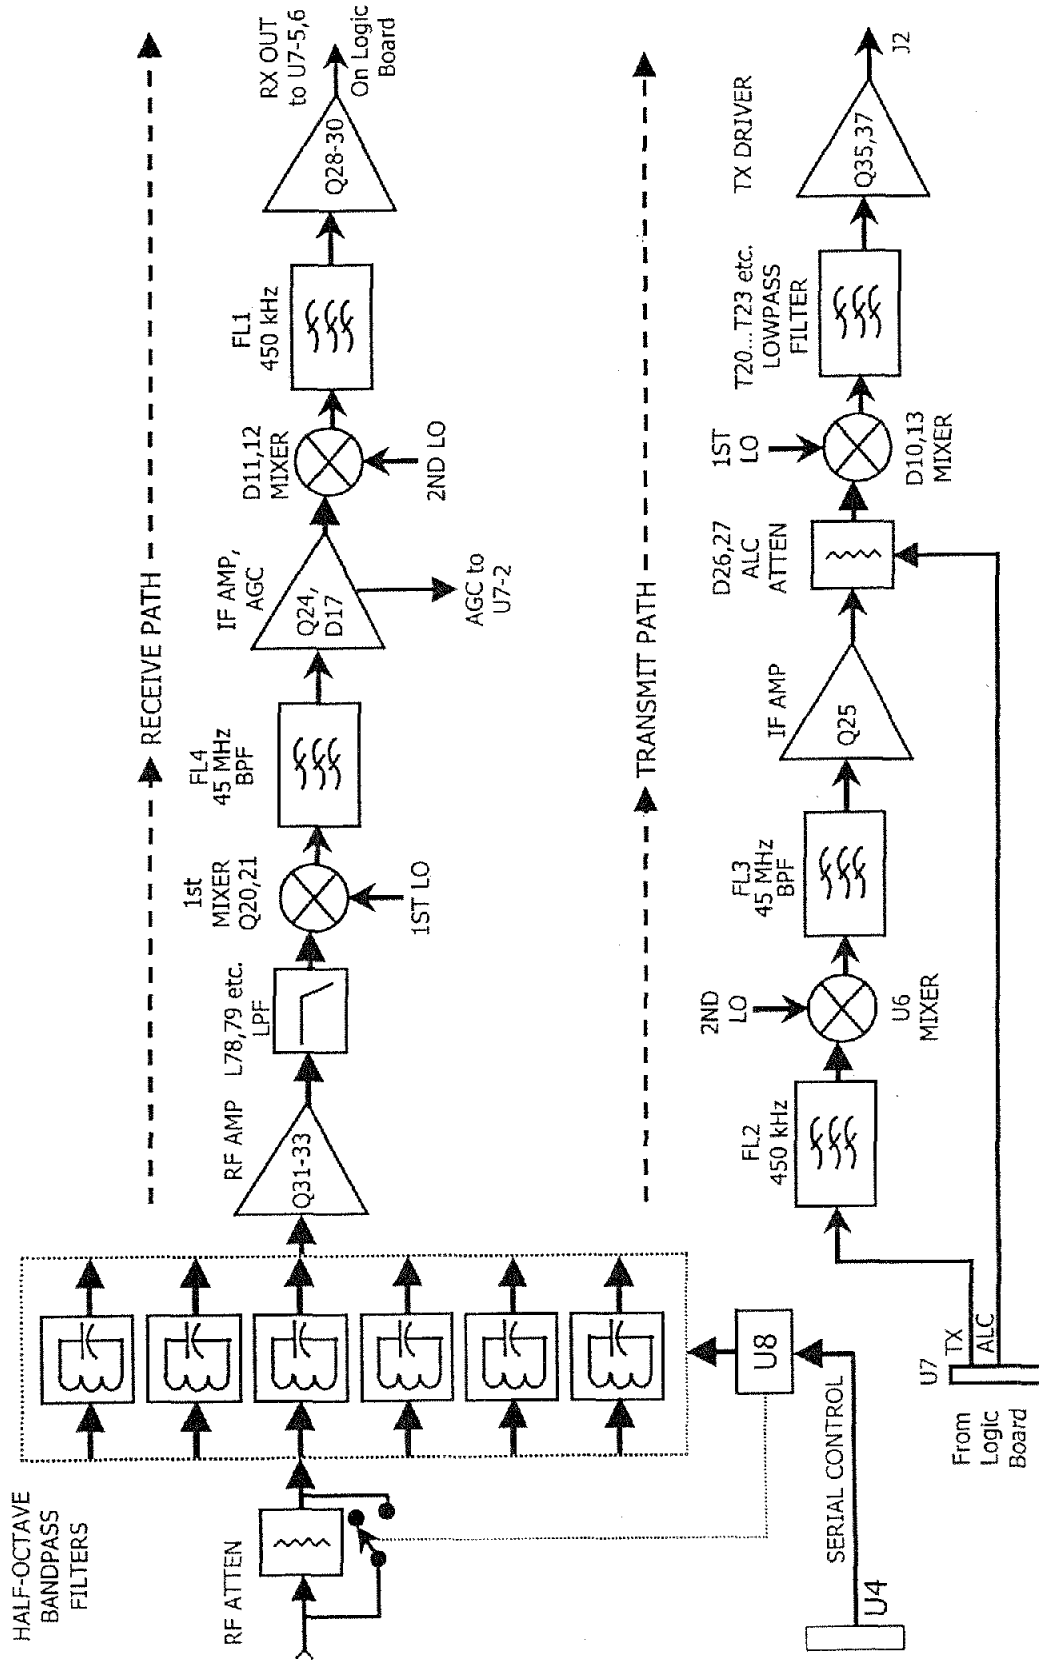 HALF-OCTAVE
BANDPASS
FILTERS
RF ATTEN
RECEIVE PATH
RF AMP
Q31-33
L78,79 etc.
LPF
1st
MIXER
Q20,21
1ST LO
FL4
45 MHz
BPF
IF AMP,
AGC
Q24,
D17
AGC to
U7-2
D11,12
MIXER
2ND LO
FL1
450 kHz
Q28-30
RX OUT
to U7-5,6
On Logic
Board
U8
SERIAL CONTROL
U4
TRANSMIT PATH
From
Logic
Board
U7
TX
ALC
FL2
450 kHz
2ND
LO
U6
MIXER
FL3
45 MHz
BPF
IF AMP
Q25
D26,27
ALC
ATTEN
1ST
LO
D10,13
MIXER
T20...T23 etc.
LOWPASS
FILTER
TX DRIVER
Q35,37
J2